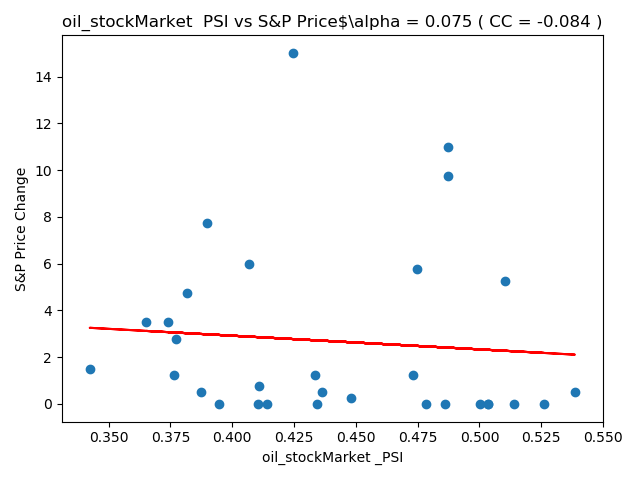 oil_stockMarket  PSI vs S&P Price$\alpha = 0.075 ( CC = -0.084 )
14
12
10
8
6
4
2
0
S&P Price Change
0.350 0.375 0.400 0.425 0.450 0.475 0.500 0.525 0.550
oil_stockMarket _PSI